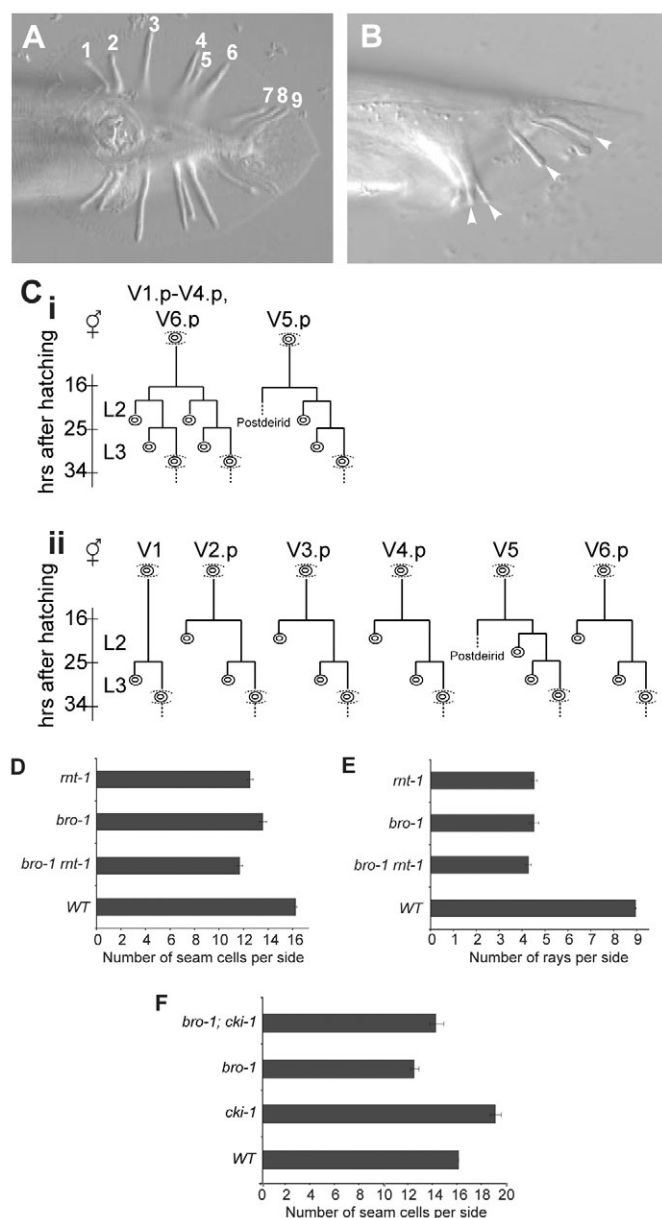 A
1 2 3 4 5 6 7 8 9
B
C i
V1.p-V4.p,
V6.p
V5.p
hrs after hatching
16
L2
25
L3
34
Postdeirid
ii
V1 V2.p V3.p V4.p V5 V6.p
hrs after hatching
16
L2
25
L3
34
Postdeirid
D
rnt-1
bro-1
bro-1 rnt-1
WT
0 2 4 6 8 10 12 14 16
Number of seam cells per side
E
rnt-1
bro-1
bro-1 rnt-1
WT
0 1 2 3 4 5 6 7 8 9
Number of rays per side
F
bro-1; cki-1
bro-1
cki-1
WT
0 2 4 6 8 10 12 14 16 18 20
Number of seam cells per side